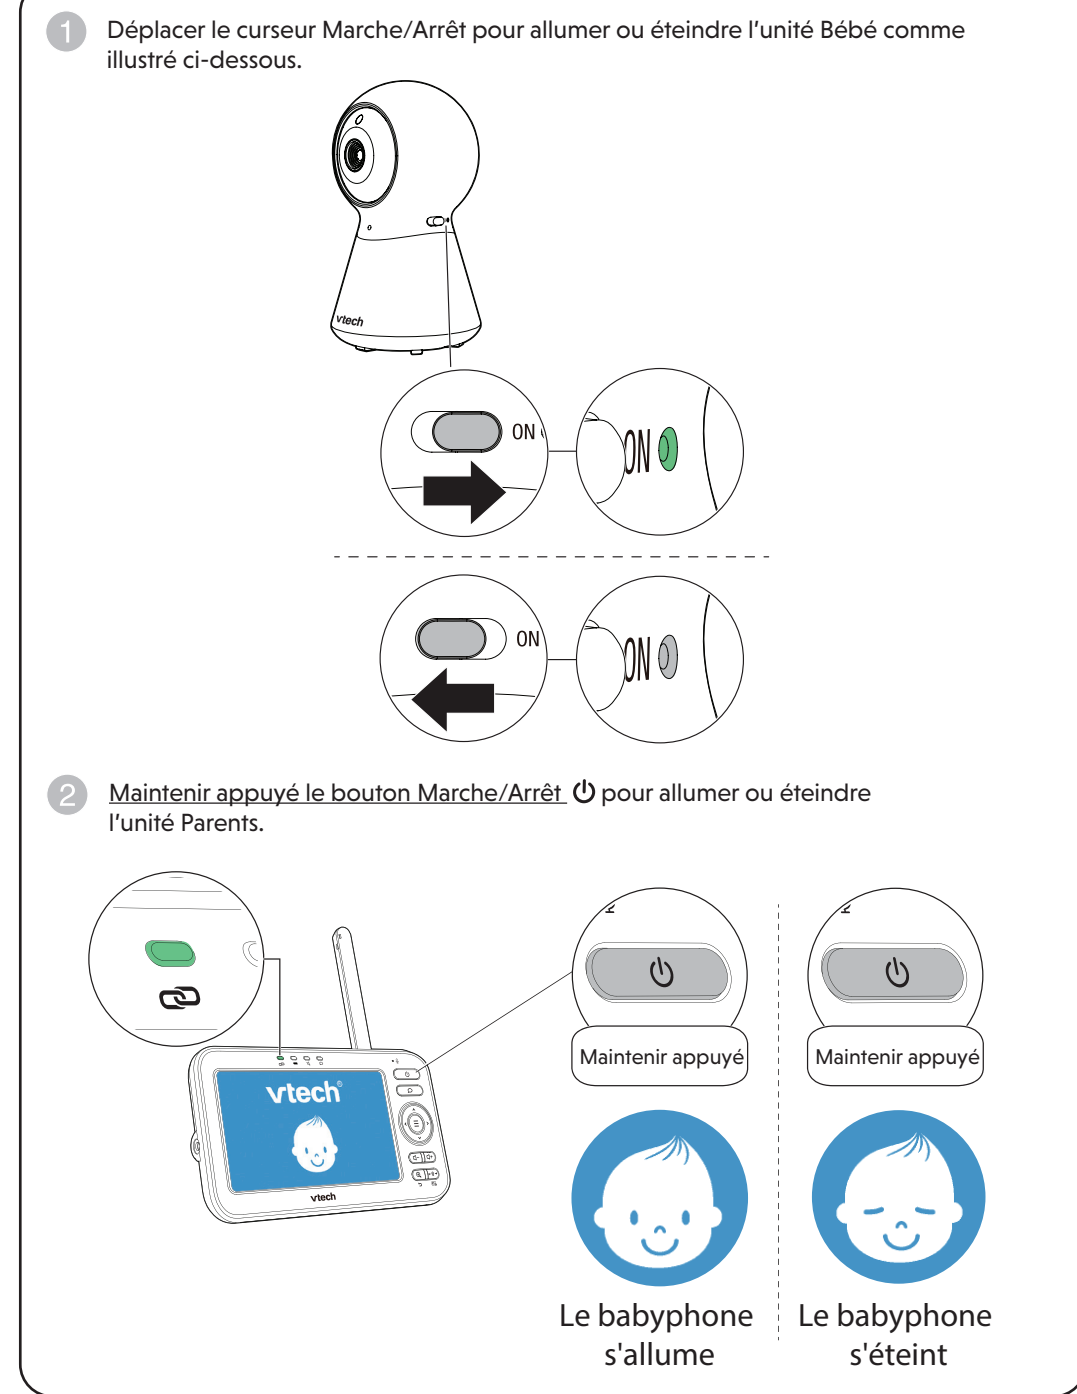 1 Déplacer le curseur Marche/Arrêt pour allumer ou éteindre l'unité Bébé comme
illustré ci-dessous.
vtech
ON
ON
ON
ON
2 Maintenir appuyé le bouton Marche/Arrêt pour allumer ou éteindre
l'unité Parents.
vtech®
vtech
Maintenir appuyé
Maintenir appuyé
Le babyphone
s'allume
Le babyphone
s'éteint